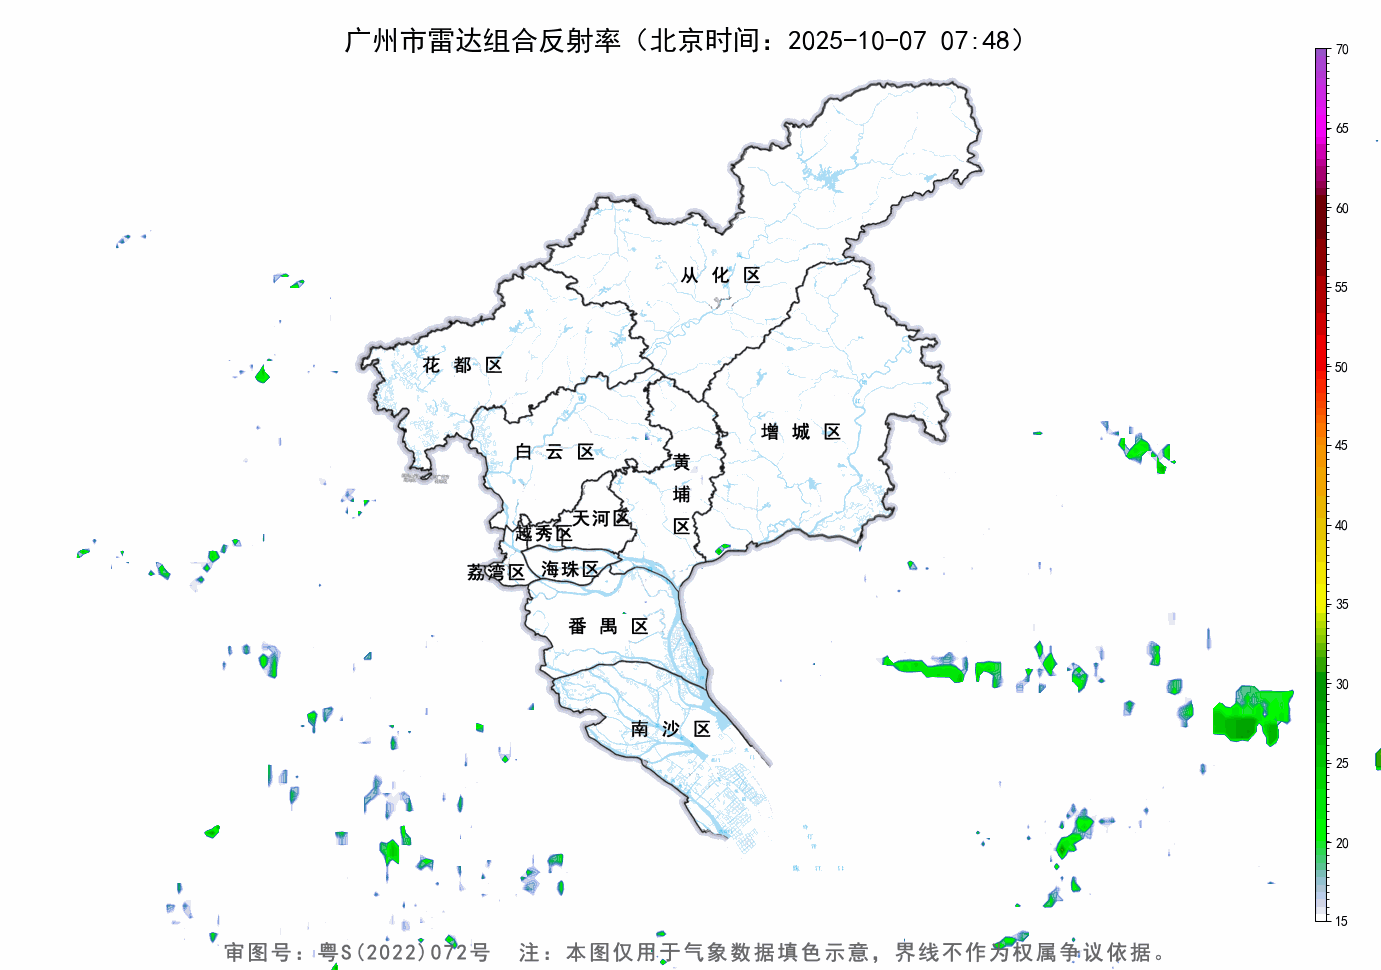 广州市雷达组合反射率（北京时间：2025-10-07 07:48）
70
65
60
55
50
45
40
35
30
25
20
15
从化区
花都区
增城区
白云区
黄埔区
天河区
越秀区
荔湾区
海珠区
番禺区
南沙区
审图号：粤S(2022)072号 注：本图仅用于气象数据填色示意，界线不作为权属争议依据。